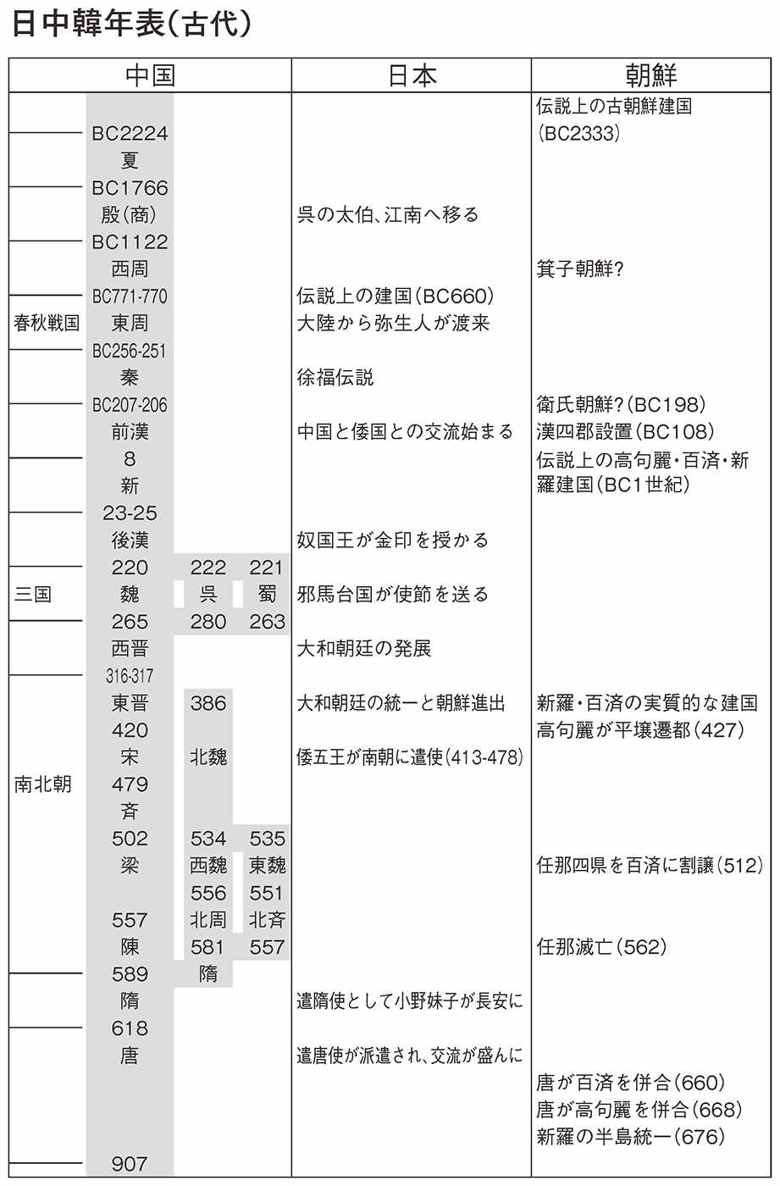 日中韓年表（古代）
中国 日本 朝鮮
伝説上の古朝鮮建国
BC2224 (BC2333)
夏
BC1766
殷（商） 呉の太伯、江南へ移る
BC1122
西周 箕子朝鮮?
BC771-770 伝説上の建国（BC660）
春秋戦国 東周 大陸から弥生人が渡来
BC256-251
秦 徐福伝説
BC207-206 衛氏朝鮮?（BC198）
前漢 中国と倭国との交流始まる 漢四郡設置（BC108）
8 伝説上の高句麗・百済・新
新 羅建国（BC1世紀）
23-25
後漢 奴国王が金印を授かる
220 222 221
三国 魏 呉 蜀 邪馬台国が使節を送る
265 280 263
西晋 大和朝廷の発展
316-317
東晋 386 大和朝廷の統一と朝鮮進出 新羅・百済の実質的な建国
420 高句麗が平壌遷都（427）
宋 北魏 倭五王が南朝に遣使（413-478）
南北朝 479
斉
502 534 535
梁 西魏 東魏 任那四県を百済に割譲（512）
556 551
557 北周 北斉
陳 581 557 任那滅亡（562）
589 隋
隋 遣隋使として小野妹子が長安に
618
唐 遣唐使が派遣され、交流が盛んに
唐が百済を併合（660）
唐が高句麗を併合（668）
新羅の半島統一（676）
907